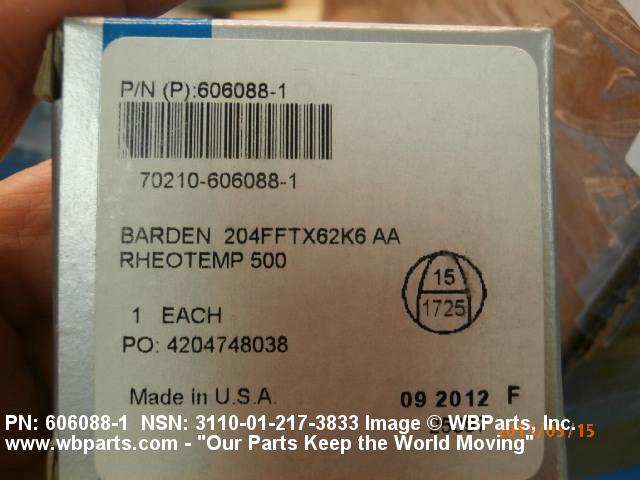 P/N (P):606088-1
70210-606088-1
BARDEN 204FFTX62K6 AA
RHEOTEMP 500
15
1725
1 EACH
PO: 4204748038
Made in U.S.A.
09 2012 F
PN: 606088-1 NSN: 3110-01-217-3833 Image © WBParts, Inc.
www.wbparts.com - "Our Parts Keep the World Moving"